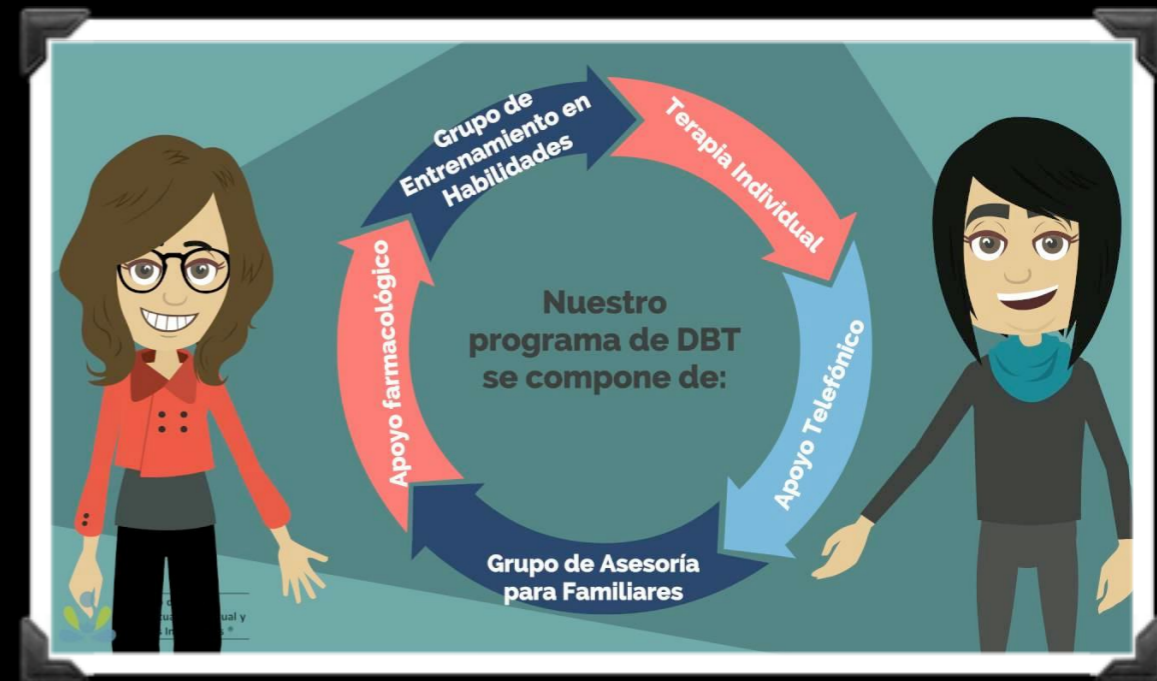 Grupo de
Entrenamiento en
Habilidades
Terapia Individual
Apoyo Telefónico
Grupo de Asesoría
para Familiares
Apoyo farmacológico
Nuestro
programa de DBT
se compone de:
ual y